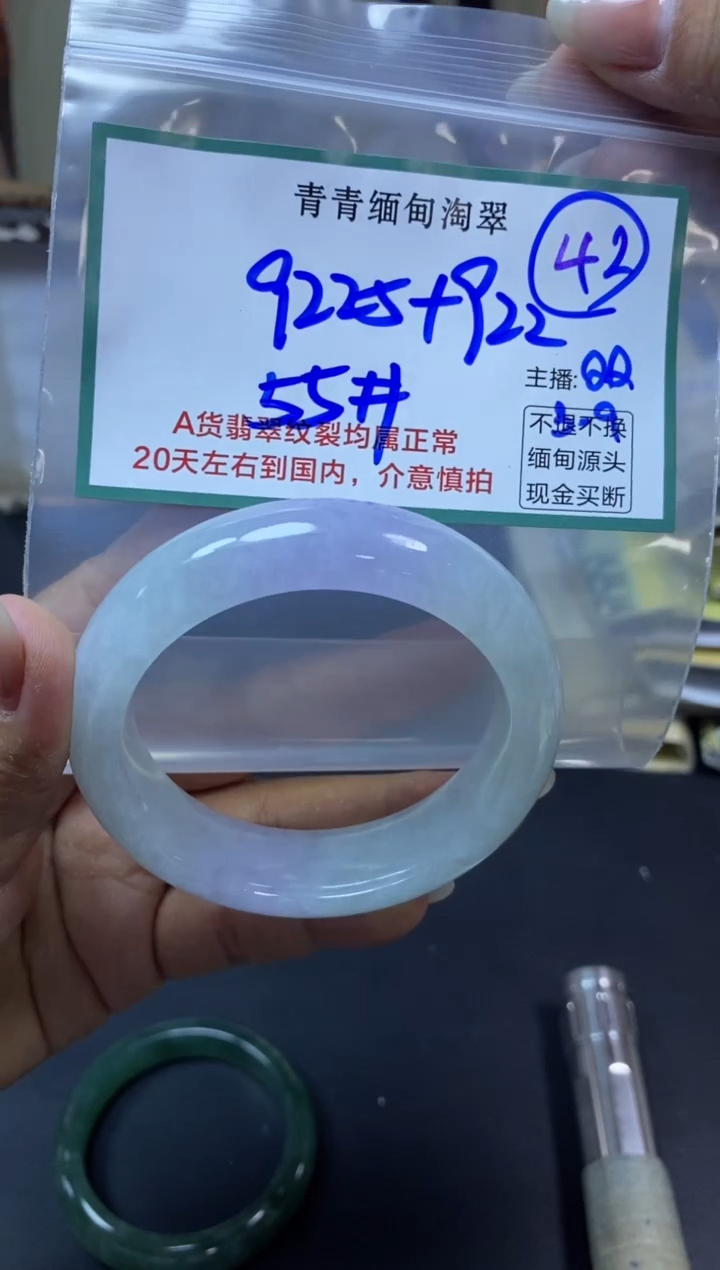 青青缅甸淘翠
42
9225+922
55#
主播: QQ
A货翡翠纹裂均属正常
20天左右到国内，介意慎拍
不退不换
缅甸源头
现金买断